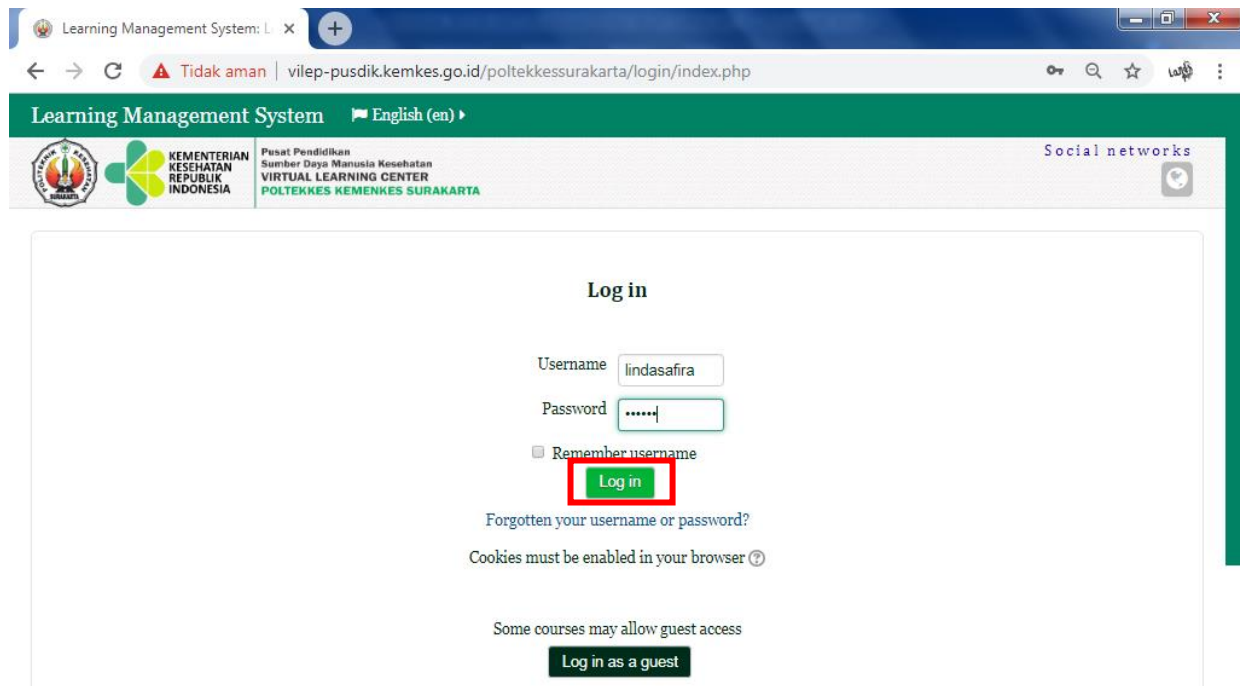 Learning Management System: L
Tidak aman | vilep-pusdik.kemkes.go.id/poltekkessurakarta/login/index.php
Learning Management System English (en)
KEMENTERIAN
KESEHATAN
REPUBLIK
INDONESIA
Pusat Pendidikan
Sumber Daya Manusia Kesehatan
VIRTUAL LEARNING CENTER
POLTEKKES KEMENKES SURAKARTA
Social networks
SURAKARTA
Log in
Username lindasafira
Password ••••••
Remember username
Log in
Forgotten your username or password?
Cookies must be enabled in your browser
Some courses may allow guest access
Log in as a guest